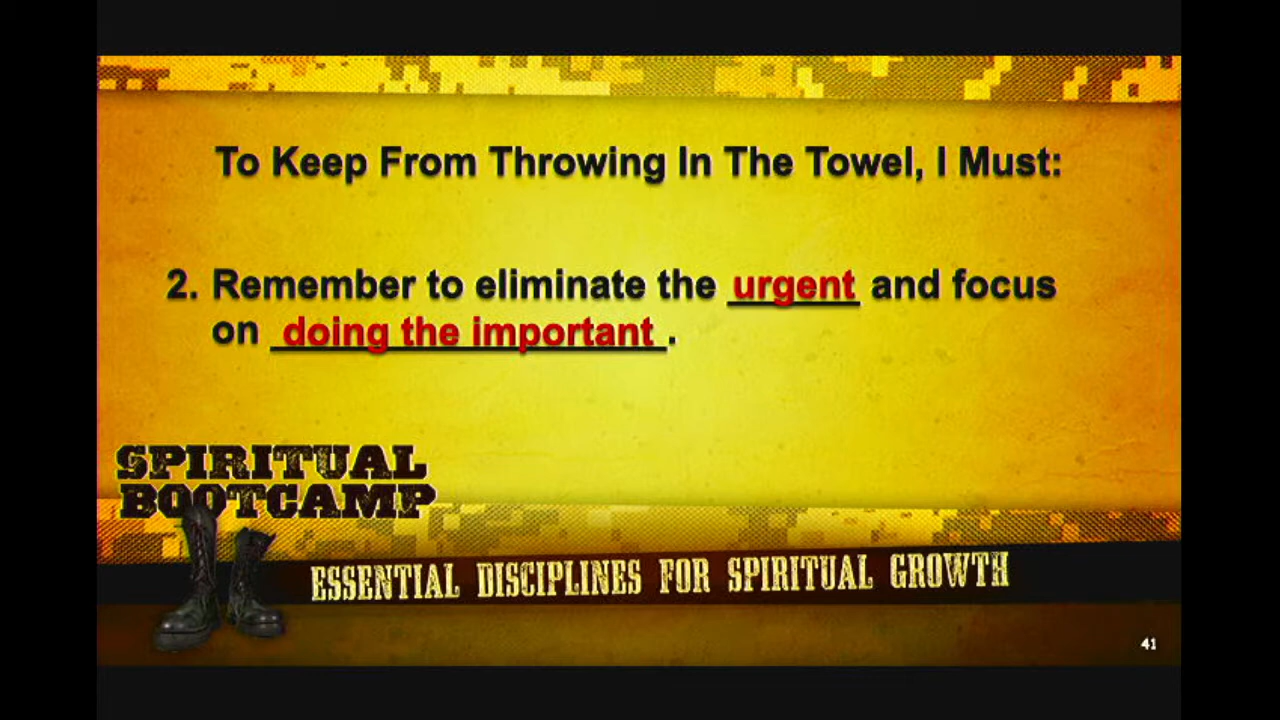 To Keep From Throwing In The Towel, I Must:
2. Remember to eliminate the urgent and focus
on doing the important.
SPIRITUAL
BOOTCAMP
ESSENTIAL DISCIPLINES FOR SPIRITUAL GROWTH
41